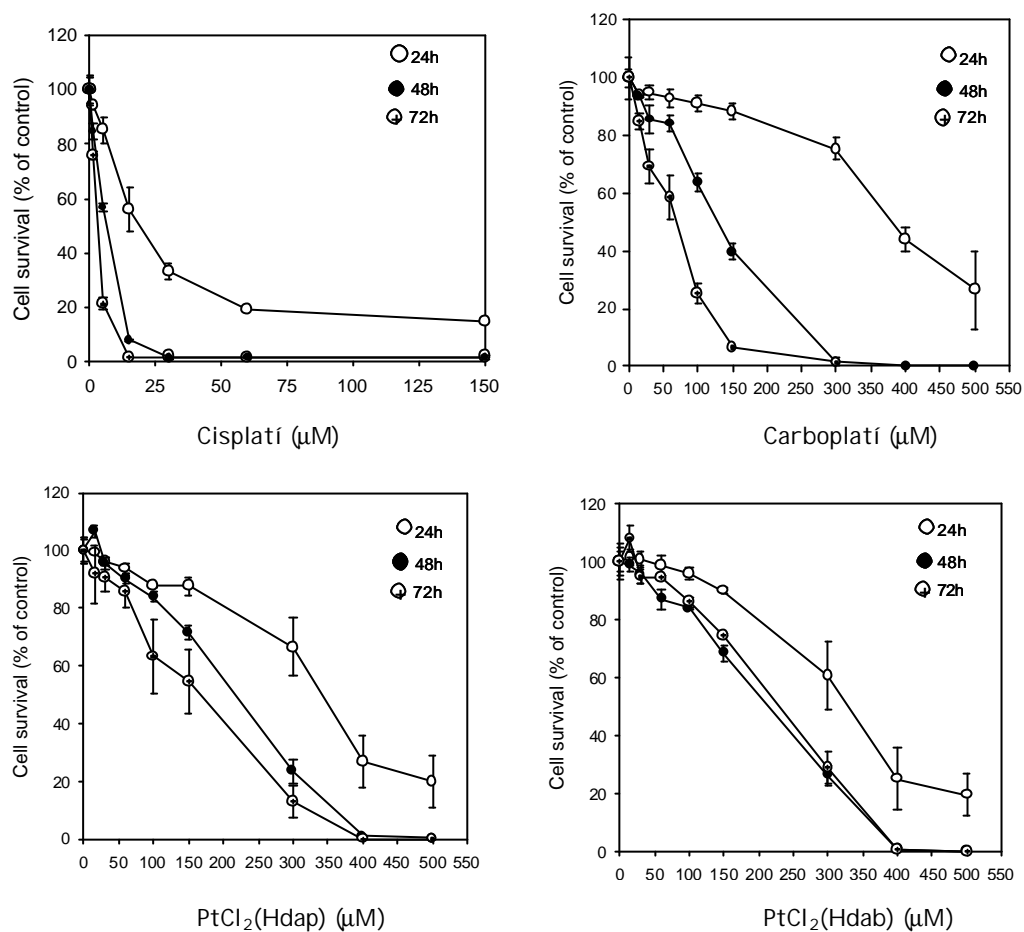 120
100
80
60
40
20
0
Cell survival (% of control)
24h
48h
72h
0 25 50 75 100 125 150
Cisplatí (μM)
120
100
80
60
40
20
0
Cell survival (% of control)
24h
48h
72h
0 50 100 150 200 250 300 350 400 450 500 550
Carboplatí (μM)
120
100
80
60
40
20
0
Cell survival (% of control)
24h
48h
72h
0 50 100 150 200 250 300 350 400 450 500 550
PtCl₂(Hdap) (μM)
120
100
80
60
40
20
0
Cell survival (% of control)
24h
48h
72h
0 50 100 150 200 250 300 350 400 450 500 550
PtCl₂(Hdab) (μM)